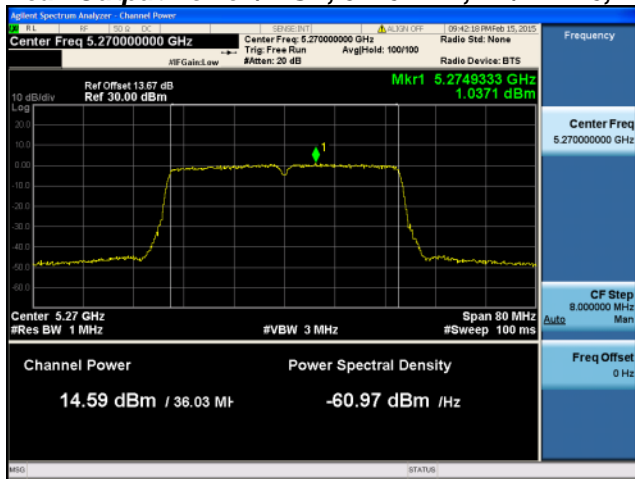 Agilent Spectrum Analyzer - Channel Power
RL RF 50 Ω DC SENSE:INT ALIGN OFF 09:42:18 PM Feb 15, 2015
Center Freq 5.270000000 GHz Center Freq: 5.270000000 GHz Radio Std: None
Trig: Free Run Avg|Hold: 100/100
#IFGain:Low #Atten: 20 dB Radio Device: BTS
Frequency
Mkr1 5.2749333 GHz
1.0371 dBm
Ref Offset 13.67 dB
10 dB/div Ref 30.00 dBm
Log
20.0
10.0
0.00
-10.0
-20.0
-30.0
-40.0
-50.0
-60.0
1
Center 5.27 GHz Span 80 MHz
#Res BW 1 MHz #VBW 3 MHz #Sweep 100 ms
Center Freq
5.270000000 GHz
CF Step
8.000000 MHz
Auto Man
Freq Offset
0 Hz
Channel Power Power Spectral Density
14.59 dBm / 36.03 MH -60.97 dBm /Hz
MSG STATUS